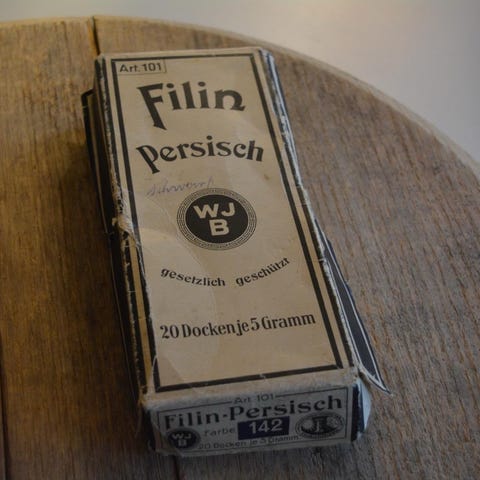 Art. 101
Filin
Persisch
schwarz
WJ
B
gesetzlich geschützt
20 Docken je 5 Gramm
Art 101
Filin-Persisch
WJ
B
Farbe 142
20 Docken je 5 Gramm